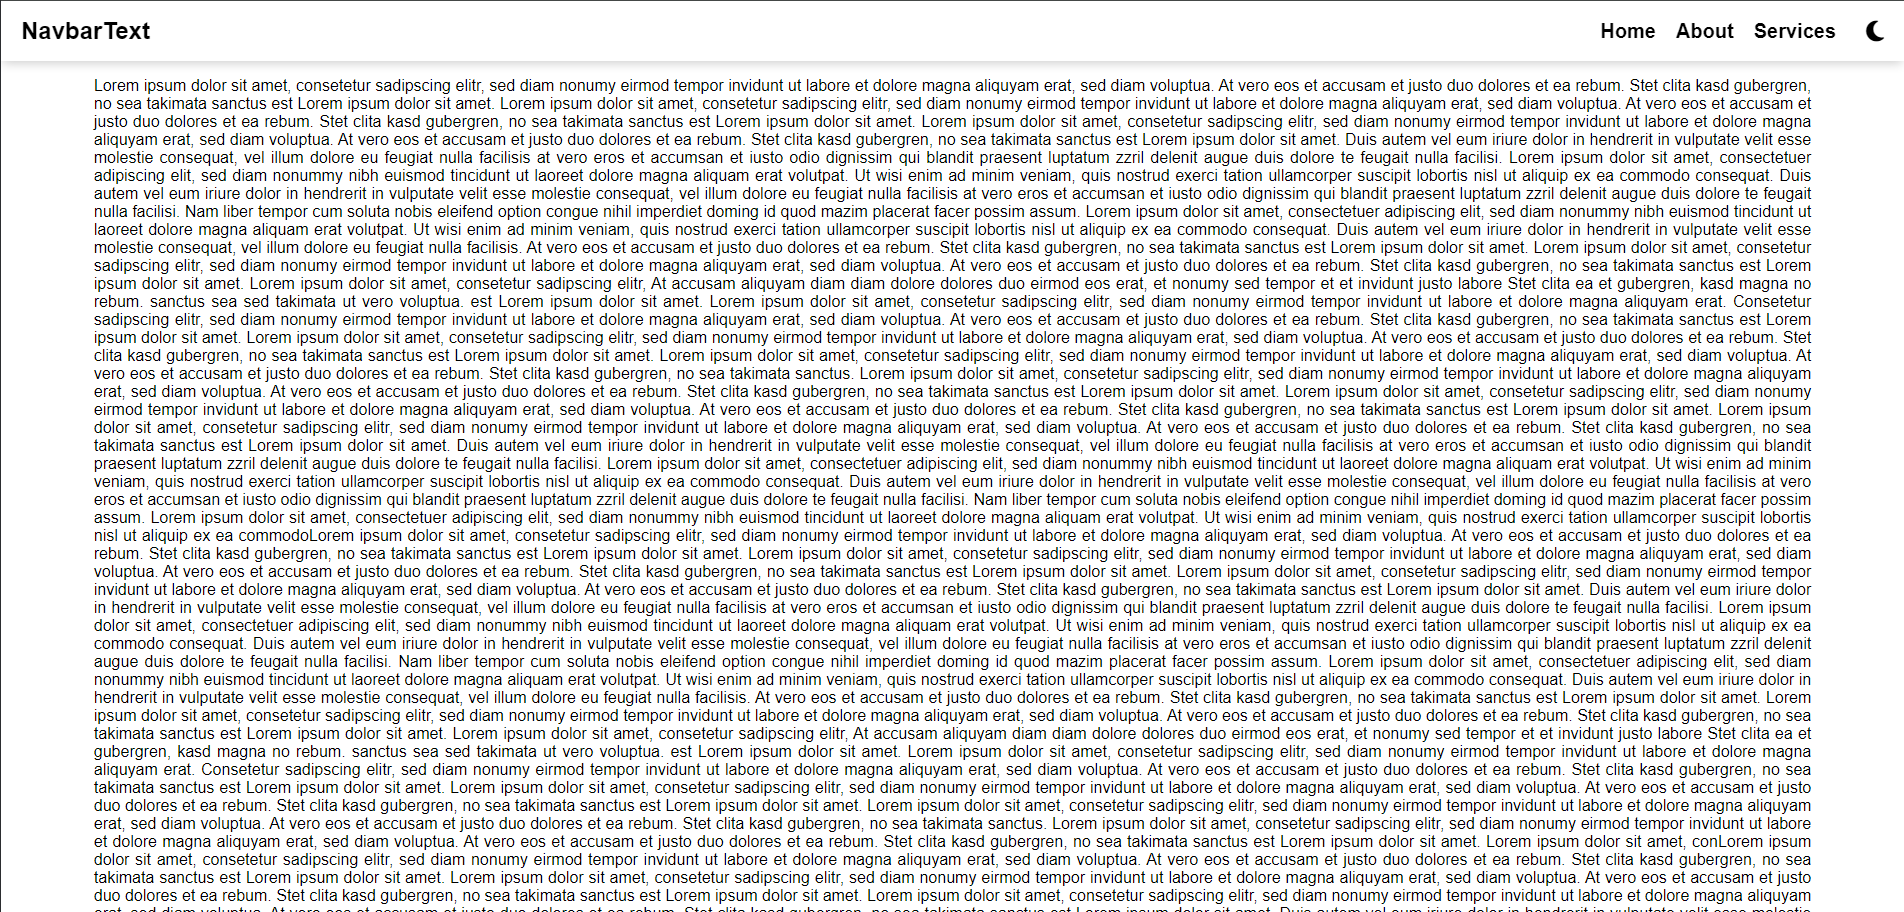 NavbarText
Home About Services
Lorem ipsum dolor sit amet, consetetur sadipscing elitr, sed diam nonumy eirmod tempor invidunt ut labore et dolore magna aliquyam erat, sed diam voluptua. At vero eos et accusam et justo duo dolores et ea rebum. Stet clita kasd gubergren,
no sea takimata sanctus est Lorem ipsum dolor sit amet. Lorem ipsum dolor sit amet, consetetur sadipscing elitr, sed diam nonumy eirmod tempor invidunt ut labore et dolore magna aliquyam erat, sed diam voluptua. At vero eos et accusam et
justo duo dolores et ea rebum. Stet clita kasd gubergren, no sea takimata sanctus est Lorem ipsum dolor sit amet. Lorem ipsum dolor sit amet, consetetur sadipscing elitr, sed diam nonumy eirmod tempor invidunt ut labore et dolore magna
aliquyam erat, sed diam voluptua. At vero eos et accusam et justo duo dolores et ea rebum. Stet clita kasd gubergren, no sea takimata sanctus est Lorem ipsum dolor sit amet. Duis autem vel eum iriure dolor in hendrerit in vulputate velit esse
molestie consequat, vel illum dolore eu feugiat nulla facilisis at vero eros et accumsan et iusto odio dignissim qui blandit praesent luptatum zzril delenit augue duis dolore te feugait nulla facilisi. Lorem ipsum dolor sit amet, consectetuer
adipiscing elit, sed diam nonummy nibh euismod tincidunt ut laoreet dolore magna aliquam erat volutpat. Ut wisi enim ad minim veniam, quis nostrud exerci tation ullamcorper suscipit lobortis nisl ut aliquip ex ea commodo consequat. Duis
autem vel eum iriure dolor in hendrerit in vulputate velit esse molestie consequat, vel illum dolore eu feugiat nulla facilisis at vero eros et accumsan et iusto odio dignissim qui blandit praesent luptatum zzril delenit augue duis dolore te feugait
nulla facilisi. Nam liber tempor cum soluta nobis eleifend option congue nihil imperdiet doming id quod mazim placerat facer possim assum. Lorem ipsum dolor sit amet, consectetuer adipiscing elit, sed diam nonummy nibh euismod tincidunt ut
laoreet dolore magna aliquam erat volutpat. Ut wisi enim ad minim veniam, quis nostrud exerci tation ullamcorper suscipit lobortis nisl ut aliquip ex ea commodo consequat. Duis autem vel eum iriure dolor in hendrerit in vulputate velit esse
molestie consequat, vel illum dolore eu feugiat nulla facilisis. At vero eos et accusam et justo duo dolores et ea rebum. Stet clita kasd gubergren, no sea takimata sanctus est Lorem ipsum dolor sit amet. Lorem ipsum dolor sit amet, consetetur
sadipscing elitr, sed diam nonumy eirmod tempor invidunt ut labore et dolore magna aliquyam erat, sed diam voluptua. At vero eos et accusam et justo duo dolores et ea rebum. Stet clita kasd gubergren, no sea takimata sanctus est Lorem
ipsum dolor sit amet. Lorem ipsum dolor sit amet, consetetur sadipscing elitr, At accusam aliquyam diam diam dolore dolores duo eirmod eos erat, et nonumy sed tempor et et invidunt justo labore Stet clita ea et gubergren, kasd magna no
rebum. sanctus sea sed takimata ut vero voluptua. est Lorem ipsum dolor sit amet. Lorem ipsum dolor sit amet, consetetur sadipscing elitr, sed diam nonumy eirmod tempor invidunt ut labore et dolore magna aliquyam erat. Consetetur
sadipscing elitr, sed diam nonumy eirmod tempor invidunt ut labore et dolore magna aliquyam erat, sed diam voluptua. At vero eos et accusam et justo duo dolores et ea rebum. Stet clita kasd gubergren, no sea takimata sanctus est Lorem
ipsum dolor sit amet. Lorem ipsum dolor sit amet, consetetur sadipscing elitr, sed diam nonumy eirmod tempor invidunt ut labore et dolore magna aliquyam erat, sed diam voluptua. At vero eos et accusam et justo duo dolores et ea rebum. Stet
clita kasd gubergren, no sea takimata sanctus est Lorem ipsum dolor sit amet. Lorem ipsum dolor sit amet, consetetur sadipscing elitr, sed diam nonumy eirmod tempor invidunt ut labore et dolore magna aliquyam erat, sed diam voluptua. At
vero eos et accusam et justo duo dolores et ea rebum. Stet clita kasd gubergren, no sea takimata sanctus. Lorem ipsum dolor sit amet, consetetur sadipscing elitr, sed diam nonumy eirmod tempor invidunt ut labore et dolore magna aliquyam
erat, sed diam voluptua. At vero eos et accusam et justo duo dolores et ea rebum. Stet clita kasd gubergren, no sea takimata sanctus est Lorem ipsum dolor sit amet. Lorem ipsum dolor sit amet, consetetur sadipscing elitr, sed diam nonumy
eirmod tempor invidunt ut labore et dolore magna aliquyam erat, sed diam voluptua. At vero eos et accusam et justo duo dolores et ea rebum. Stet clita kasd gubergren, no sea takimata sanctus est Lorem ipsum dolor sit amet. Lorem ipsum
dolor sit amet, consetetur sadipscing elitr, sed diam nonumy eirmod tempor invidunt ut labore et dolore magna aliquyam erat, sed diam voluptua. At vero eos et accusam et justo duo dolores et ea rebum. Stet clita kasd gubergren, no sea
takimata sanctus est Lorem ipsum dolor sit amet. Duis autem vel eum iriure dolor in hendrerit in vulputate velit esse molestie consequat, vel illum dolore eu feugiat nulla facilisis at vero eros et accumsan et iusto odio dignissim qui blandit
praesent luptatum zzril delenit augue duis dolore te feugait nulla facilisi. Lorem ipsum dolor sit amet, consectetuer adipiscing elit, sed diam nonummy nibh euismod tincidunt ut laoreet dolore magna aliquam erat volutpat. Ut wisi enim ad minim
veniam, quis nostrud exerci tation ullamcorper suscipit lobortis nisl ut aliquip ex ea commodo consequat. Duis autem vel eum iriure dolor in hendrerit in vulputate velit esse molestie consequat, vel illum dolore eu feugiat nulla facilisis at vero
eros et accumsan et iusto odio dignissim qui blandit praesent luptatum zzril delenit augue duis dolore te feugait nulla facilisi. Nam liber tempor cum soluta nobis eleifend option congue nihil imperdiet doming id quod mazim placerat facer possim
assum. Lorem ipsum dolor sit amet, consectetuer adipiscing elit, sed diam nonummy nibh euismod tincidunt ut laoreet dolore magna aliquam erat volutpat. Ut wisi enim ad minim veniam, quis nostrud exerci tation ullamcorper suscipit lobortis
nisl ut aliquip ex ea commodoLorem ipsum dolor sit amet, consetetur sadipscing elitr, sed diam nonumy eirmod tempor invidunt ut labore et dolore magna aliquyam erat, sed diam voluptua. At vero eos et accusam et justo duo dolores et ea
rebum. Stet clita kasd gubergren, no sea takimata sanctus est Lorem ipsum dolor sit amet. Lorem ipsum dolor sit amet, consetetur sadipscing elitr, sed diam nonumy eirmod tempor invidunt ut labore et dolore magna aliquyam erat, sed diam
voluptua. At vero eos et accusam et justo duo dolores et ea rebum. Stet clita kasd gubergren, no sea takimata sanctus est Lorem ipsum dolor sit amet. Lorem ipsum dolor sit amet, consetetur sadipscing elitr, sed diam nonumy eirmod tempor
invidunt ut labore et dolore magna aliquyam erat, sed diam voluptua. At vero eos et accusam et justo duo dolores et ea rebum. Stet clita kasd gubergren, no sea takimata sanctus est Lorem ipsum dolor sit amet. Duis autem vel eum iriure dolor
in hendrerit in vulputate velit esse molestie consequat, vel illum dolore eu feugiat nulla facilisis at vero eros et accumsan et iusto odio dignissim qui blandit praesent luptatum zzril delenit augue duis dolore te feugait nulla facilisi. Lorem ipsum
dolor sit amet, consectetuer adipiscing elit, sed diam nonummy nibh euismod tincidunt ut laoreet dolore magna aliquam erat volutpat. Ut wisi enim ad minim veniam, quis nostrud exerci tation ullamcorper suscipit lobortis nisl ut aliquip ex ea
commodo consequat. Duis autem vel eum iriure dolor in hendrerit in vulputate velit esse molestie consequat, vel illum dolore eu feugiat nulla facilisis at vero eros et accumsan et iusto odio dignissim qui blandit praesent luptatum zzril delenit
augue duis dolore te feugait nulla facilisi. Nam liber tempor cum soluta nobis eleifend option congue nihil imperdiet doming id quod mazim placerat facer possim assum. Lorem ipsum dolor sit amet, consectetuer adipiscing elit, sed diam
nonummy nibh euismod tincidunt ut laoreet dolore magna aliquam erat volutpat. Ut wisi enim ad minim veniam, quis nostrud exerci tation ullamcorper suscipit lobortis nisl ut aliquip ex ea commodo consequat. Duis autem vel eum iriure dolor in
hendrerit in vulputate velit esse molestie consequat, vel illum dolore eu feugiat nulla facilisis. At vero eos et accusam et justo duo dolores et ea rebum. Stet clita kasd gubergren, no sea takimata sanctus est Lorem ipsum dolor sit amet. Lorem
ipsum dolor sit amet, consetetur sadipscing elitr, sed diam nonumy eirmod tempor invidunt ut labore et dolore magna aliquyam erat, sed diam voluptua. At vero eos et accusam et justo duo dolores et ea rebum. Stet clita kasd gubergren, no sea
takimata sanctus est Lorem ipsum dolor sit amet. Lorem ipsum dolor sit amet, consetetur sadipscing elitr, At accusam aliquyam diam diam dolore dolores duo eirmod eos erat, et nonumy sed tempor et et invidunt justo labore Stet clita ea et
gubergren, kasd magna no rebum. sanctus sea sed takimata ut vero voluptua. est Lorem ipsum dolor sit amet. Lorem ipsum dolor sit amet, consetetur sadipscing elitr, sed diam nonumy eirmod tempor invidunt ut labore et dolore magna
aliquyam erat. Consetetur sadipscing elitr, sed diam nonumy eirmod tempor invidunt ut labore et dolore magna aliquyam erat, sed diam voluptua. At vero eos et accusam et justo duo dolores et ea rebum. Stet clita kasd gubergren, no sea
takimata sanctus est Lorem ipsum dolor sit amet. Lorem ipsum dolor sit amet, consetetur sadipscing elitr, sed diam nonumy eirmod tempor invidunt ut labore et dolore magna aliquyam erat, sed diam voluptua. At vero eos et accusam et justo
duo dolores et ea rebum. Stet clita kasd gubergren, no sea takimata sanctus est Lorem ipsum dolor sit amet. Lorem ipsum dolor sit amet, consetetur sadipscing elitr, sed diam nonumy eirmod tempor invidunt ut labore et dolore magna aliquyam
erat, sed diam voluptua. At vero eos et accusam et justo duo dolores et ea rebum. Stet clita kasd gubergren, no sea takimata sanctus. Lorem ipsum dolor sit amet, consetetur sadipscing elitr, sed diam nonumy eirmod tempor invidunt ut labore
et dolore magna aliquyam erat, sed diam voluptua. At vero eos et accusam et justo duo dolores et ea rebum. Stet clita kasd gubergren, no sea takimata sanctus est Lorem ipsum dolor sit amet. Lorem ipsum dolor sit amet, conLorem ipsum
dolor sit amet, consetetur sadipscing elitr, sed diam nonumy eirmod tempor invidunt ut labore et dolore magna aliquyam erat, sed diam voluptua. At vero eos et accusam et justo duo dolores et ea rebum. Stet clita kasd gubergren, no sea
takimata sanctus est Lorem ipsum dolor sit amet. Lorem ipsum dolor sit amet, consetetur sadipscing elitr, sed diam nonumy eirmod tempor invidunt ut labore et dolore magna aliquyam erat, sed diam voluptua. At vero eos et accusam et justo
duo dolores et ea rebum. Stet clita kasd gubergren, no sea takimata sanctus est Lorem ipsum dolor sit amet. Lorem ipsum dolor sit amet, consetetur sadipscing elitr, sed diam nonumy eirmod tempor invidunt ut labore et dolore magna aliquyam